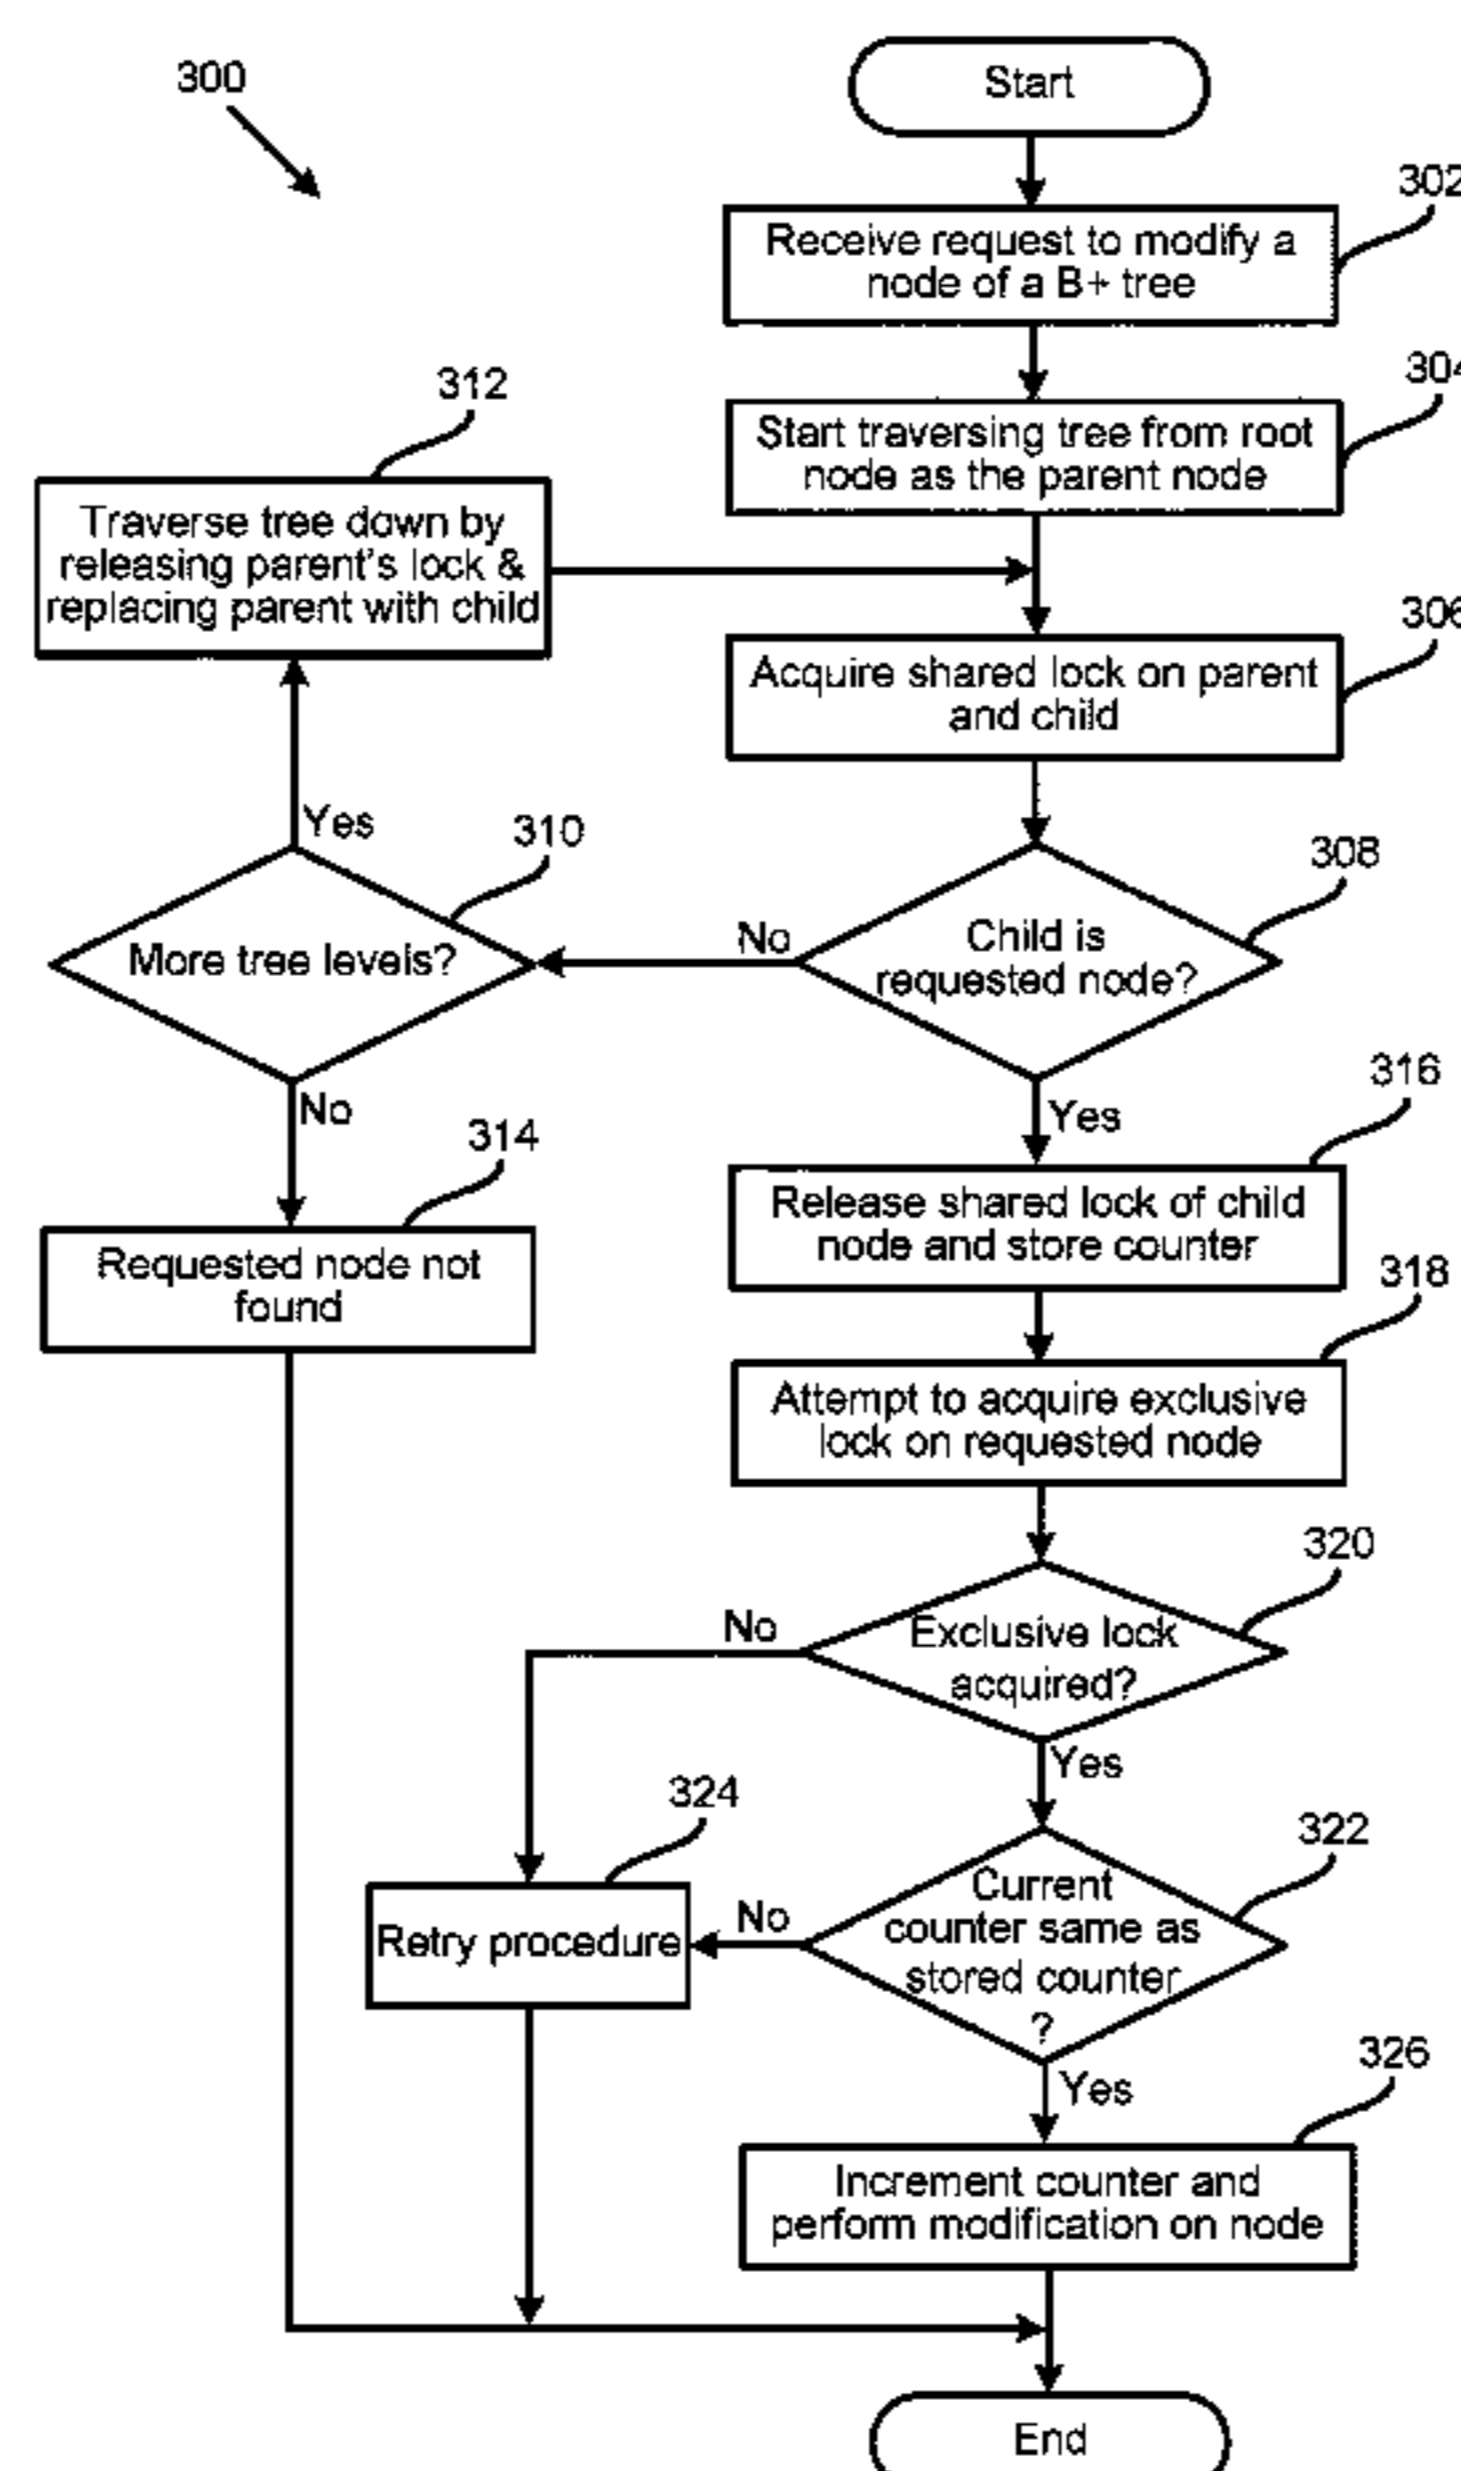 300
Start
302
Receive request to modify a
node of a B+ tree
304
Start traversing tree from root
node as the parent node
312
Traverse tree down by
releasing parent's lock &
replacing parent with child
306
Acquire shared lock on parent
and child
Yes
310
More tree levels?
No
308
Child is
requested node?
No
314
Requested node not
found
Yes
316
Release shared lock of child
node and store counter
318
Attempt to acquire exclusive
lock on requested node
320
Exclusive lock
acquired?
No
Yes
324
Retry procedure
No
322
Current
counter same as
stored counter
?
Yes
326
Increment counter and
perform modification on node
End